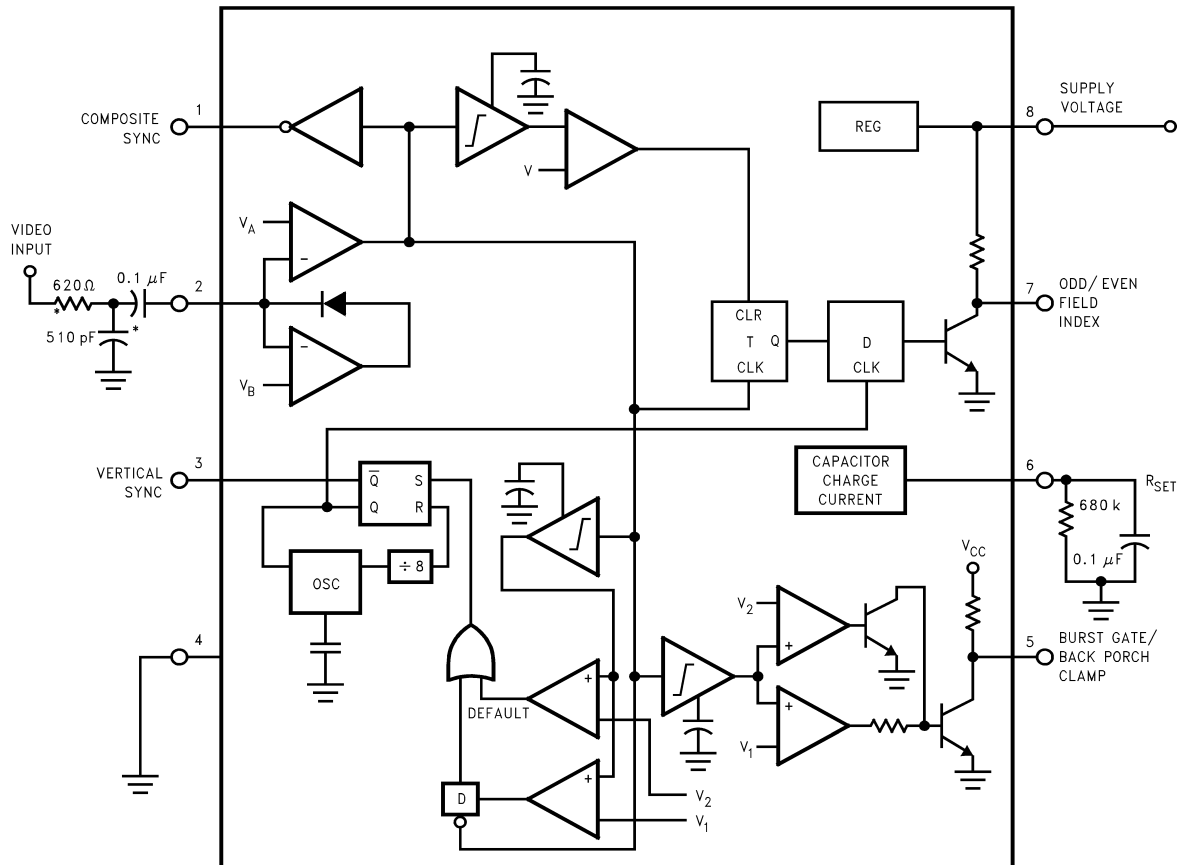 COMPOSITE
SYNC
1
V
REG
8
SUPPLY
VOLTAGE
VIDEO
INPUT
620Ω
*
0.1 μF
510 pF
*
2
V_A
−
−
V_B
CLR
T Q
CLK
D
CLK
7
ODD/EVEN
FIELD
INDEX
VERTICAL
SYNC
3
Q̅ S
Q R
OSC
÷ 8
CAPACITOR
CHARGE
CURRENT
6
R_SET
680 k
0.1 μF
4
DEFAULT
+
+
D
V_2
V_1
V_2
+
+
V_1
V_CC
5
BURST GATE/
BACK PORCH
CLAMP